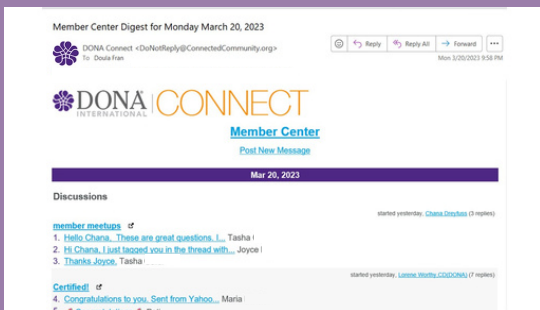 Member Center Digest for Monday March 20, 2023
DONA Connect <DoNotReply@ConnectedCommunity.org>
To Doula Fran
Reply Reply All Forward ...
Mon 3/20/2023 9:58 PM
DONA CONNECT
INTERNATIONAL
Member Center
Post New Message
Mar 20, 2023
Discussions
started yesterday, Chana Dreyfuss (3 replies)
member meetups
1. Hello Chana, These are great questions, I... Tasha
2. Hi Chana, I just tagged you in the thread with... Joyce
3. Thanks Joyce, Tasha
started yesterday, Lorene Worthy,CD(DONA) (7 replies)
Certified!
4. Congratulations to you. Sent from Yahoo... Maria